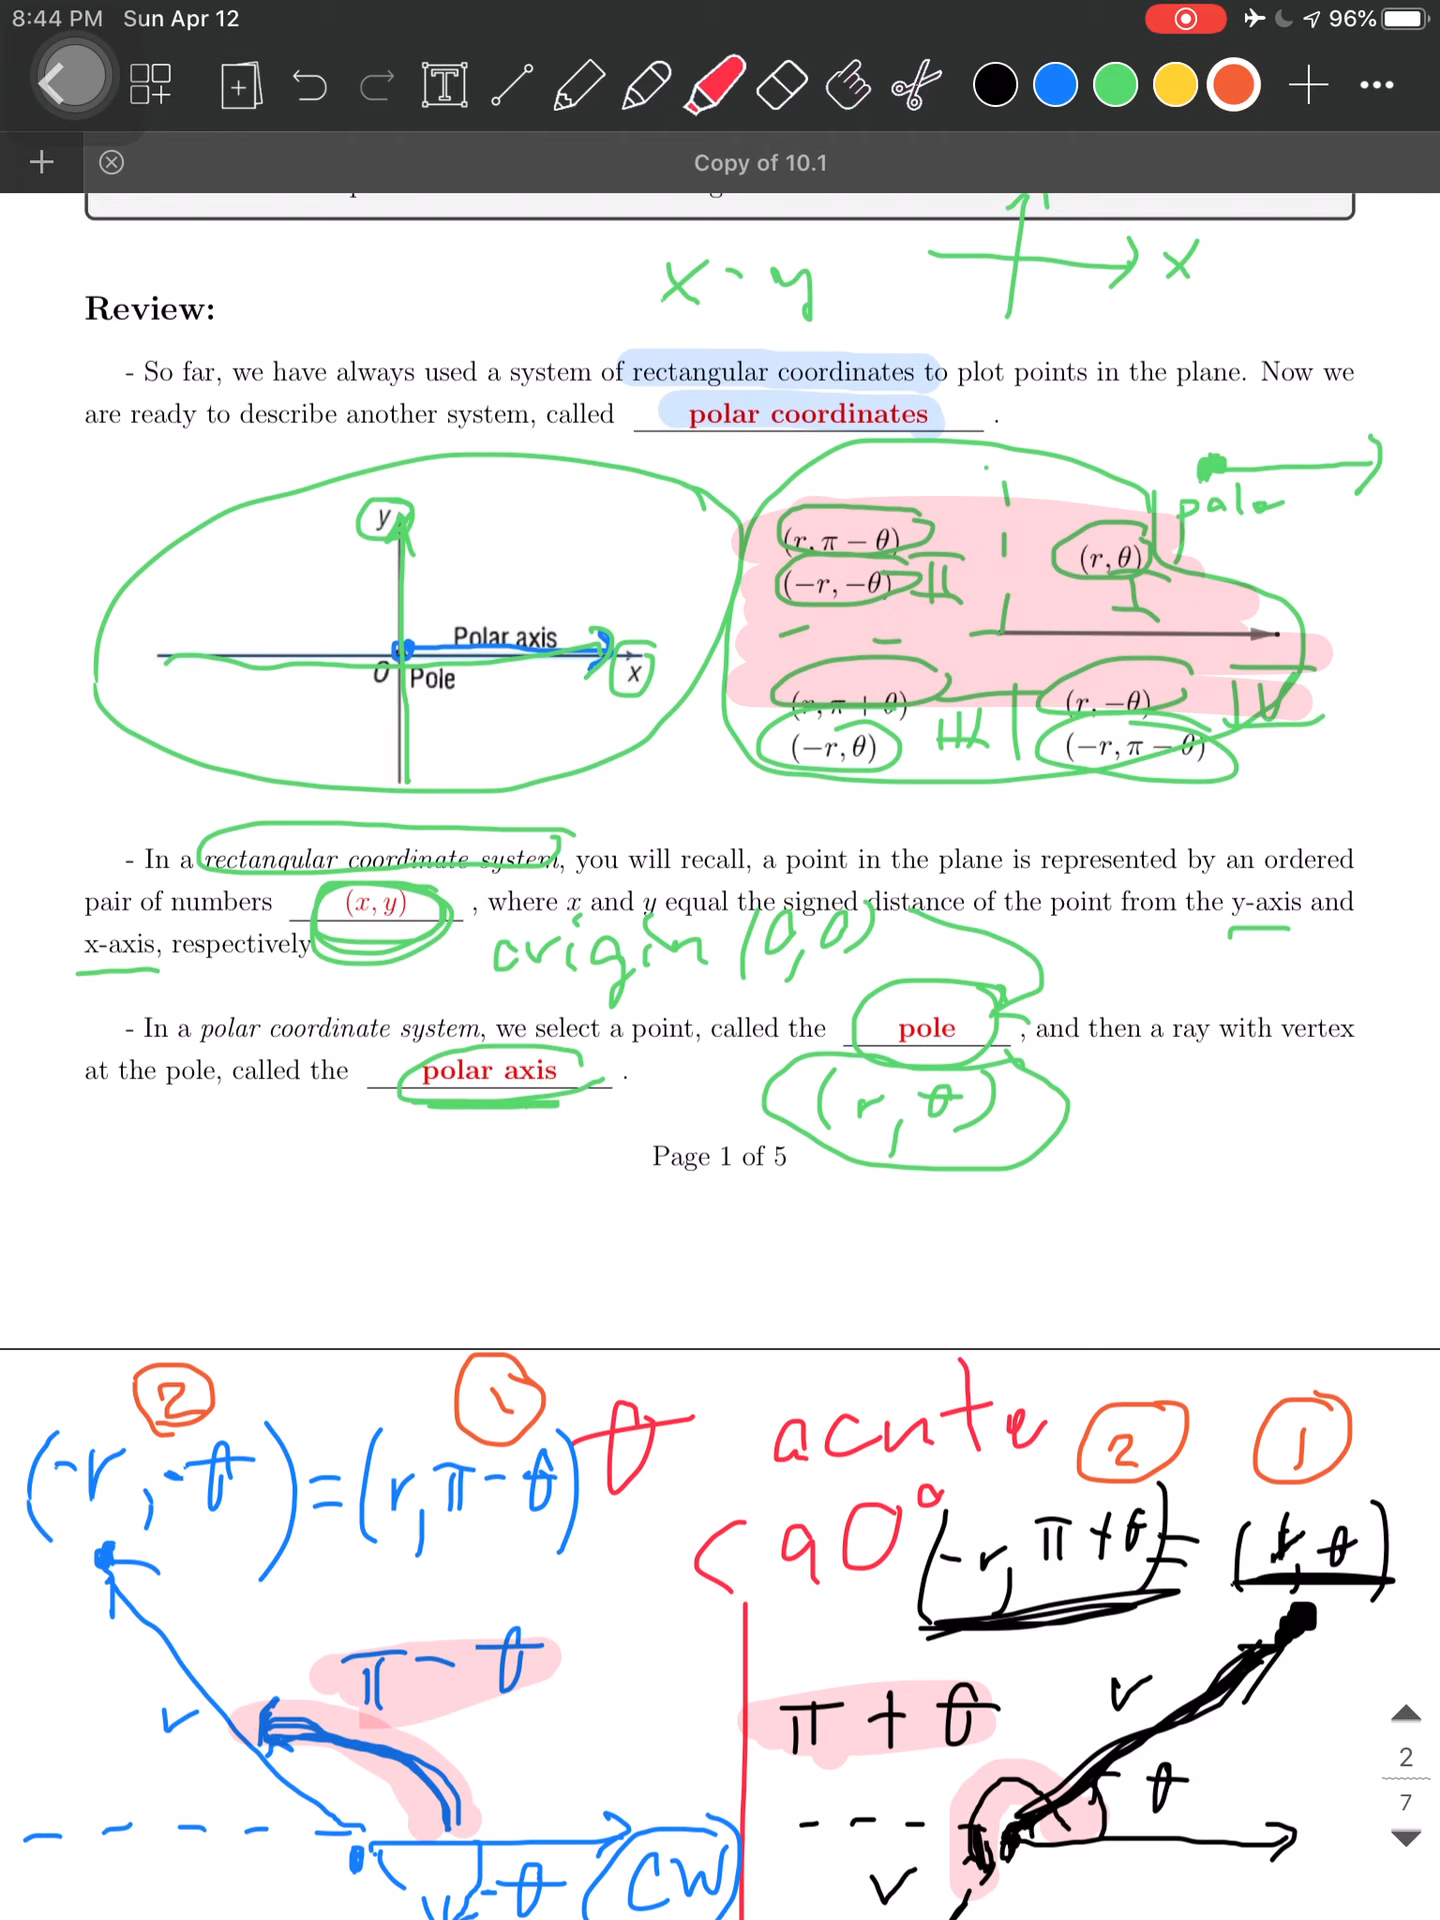 8:44 PM Sun Apr 12
96%
Copy of 10.1
x
x - y
Review:
- So far, we have always used a system of rectangular coordinates to plot points in the plane. Now we
are ready to describe another system, called polar coordinates .
pole
y
(r, π − θ)
(r, θ)
(−r, −θ)
II
I
Polar axis
O
Pole
x
(r, π + θ)
(r, −θ)
IV
(−r, θ)
III
(−r, π − θ)
- In a rectangular coordinate system, you will recall, a point in the plane is represented by an ordered
pair of numbers (x, y) , where x and y equal the signed distance of the point from the y-axis and
x-axis, respectively
origin (0,0)
- In a polar coordinate system, we select a point, called the pole , and then a ray with vertex
at the pole, called the polar axis .
(r, θ)
Page 1 of 5
2
1
(-r, -θ) = (r, π - θ)
θ acute
< 90°
2
1
(-r, π + θ) = (r, θ)
π - θ
r
π + θ
r
θ
-θ
CW
r
2
7